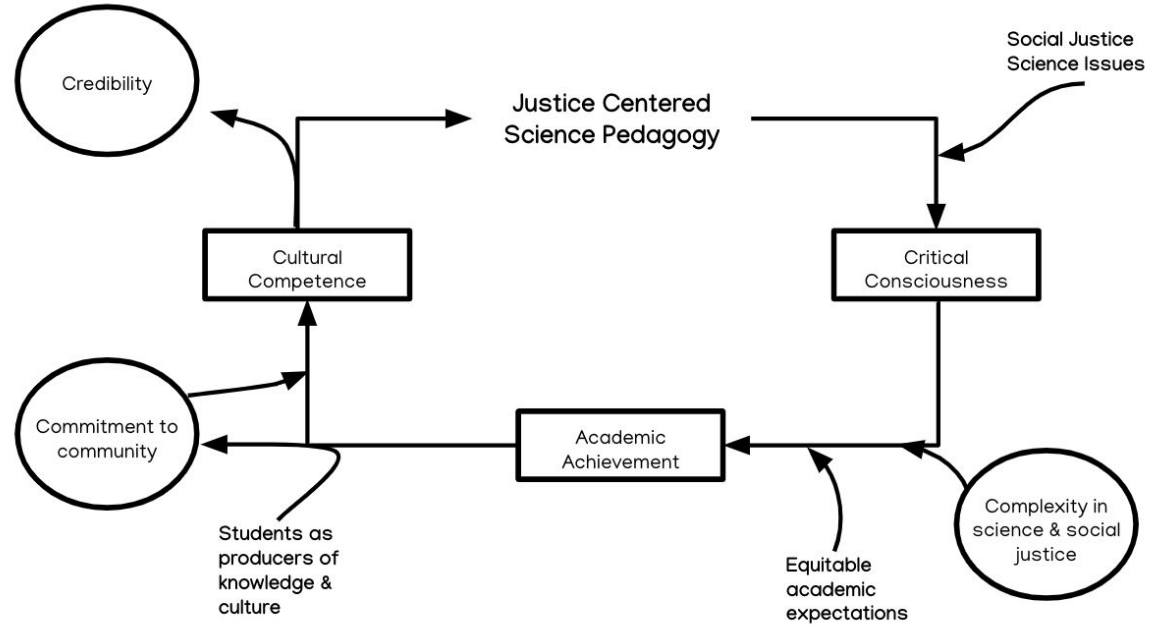 Credibility
Justice Centered
Science Pedagogy
Social Justice
Science Issues
Cultural
Competence
Critical
Consciousness
Commitment to
community
Academic
Achievement
Complexity in
science & social
justice
Students as
producers of
knowledge &
culture
Equitable
academic
expectations